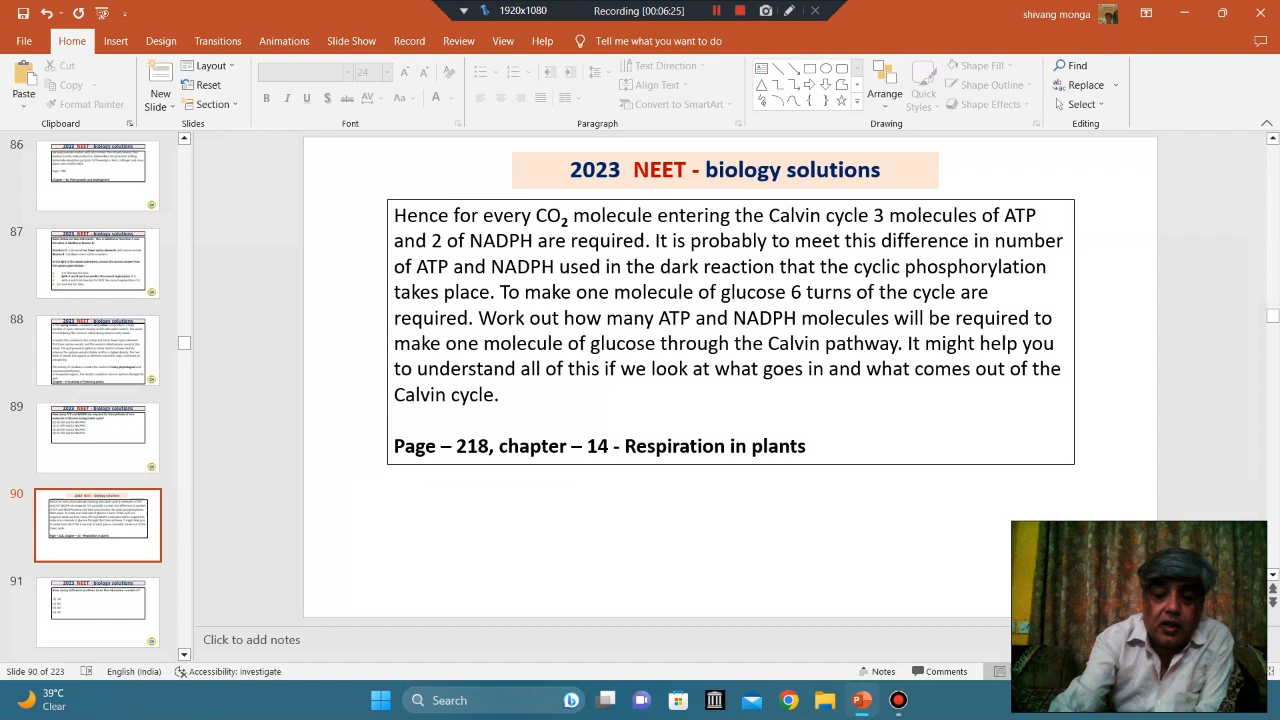 1920x1080 Recording [00:06:25]
shivang monga
File Home Insert Design Transitions Animations Slide Show Record Review View Help Tell me what you want to do
Paste
Cut
Copy
Format Painter
Clipboard
New Slide
Layout
Reset
Section
Slides
24
Font
Text Direction
Align Text
Convert to SmartArt
Paragraph
Arrange
Quick Styles
Shape Fill
Shape Outline
Shape Effects
Drawing
Find
Replace
Select
Editing
86
87
88
89
90
91
2023 NEET - biology solutions
Hence for every CO₂ molecule entering the Calvin cycle 3 molecules of ATP
and 2 of NADPH are required. It is probably to meet this difference in number
of ATP and NADPH used in the dark reaction that the cyclic phosphorylation
takes place. To make one molecule of glucose 6 turns of the cycle are
required. Work out how many ATP and NADPH molecules will be required to
make one molecule of glucose through the Calvin pathway. It might help you
to understand all of this if we look at what goes in and what comes out of the
Calvin cycle.
Page – 218, chapter – 14 - Respiration in plants
Click to add notes
Slide 90 of 223 English (India) Accessibility: Investigate Notes Comments
39°C
Clear
Search